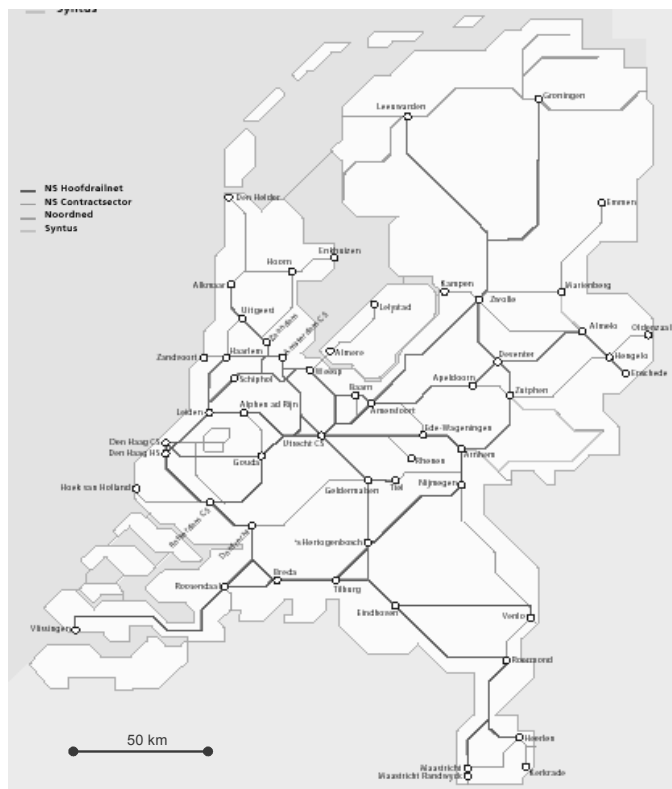 Syntus
NS Hoofdrailnet
NS Contractsector
Noordned
Syntus
Leeuwarden
Groningen
Den Helder
Emmen
Enkhuizen
Hoorn
Alkmaar
Kampen
Marienberg
Zwolle
Lelystad
Uitgeest
Zaandam
Amsterdam CS
Almelo
Oldenzaal
Zandvoort
Haarlem
Almere
Deventer
Hengelo
Weesp
Schiphol
Enschede
Apeldoorn
Baarn
Zutphen
Leiden
Alphen ad Rijn
Amersfoort
Ede-Wageningen
Den Haag CS
Utrecht CS
Den Haag HS
Arnhem
Gouda
Rhenen
Hoek van Holland
Geldermalsen
Tiel
Nijmegen
Rotterdam CS
Dordrecht
's Hertogenbosch
Breda
Roosendaal
Tilburg
Eindhoven
Venlo
Vlissingen
Roermond
50 km
Heerlen
Maastricht
Maastricht Randwyck
Kerkrade